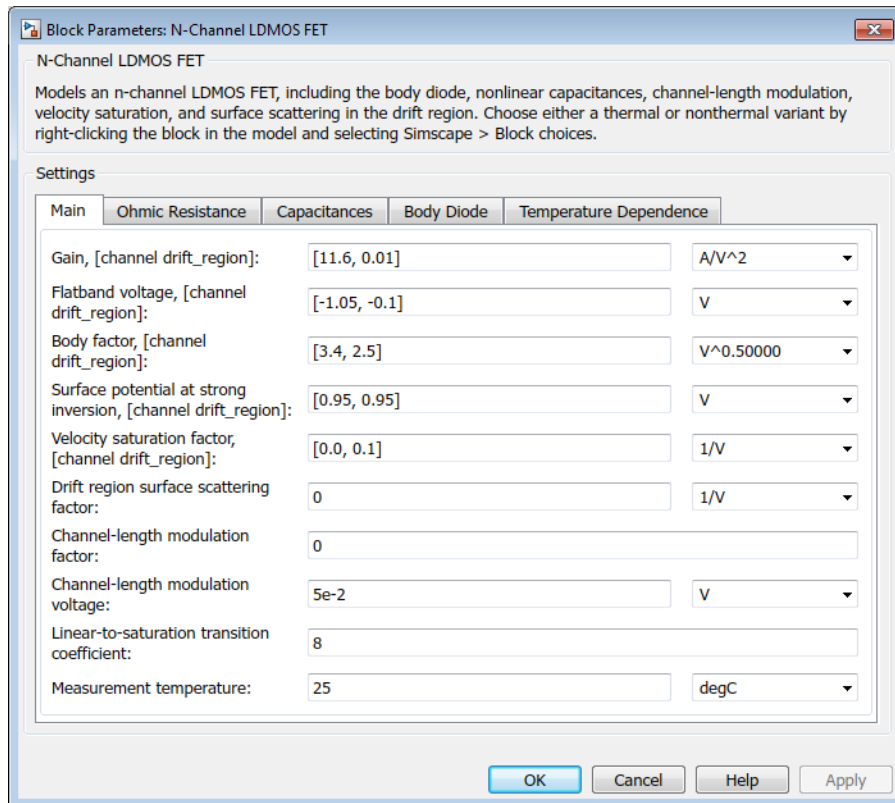 Block Parameters: N-Channel LDMOS FET
N-Channel LDMOS FET
Models an n-channel LDMOS FET, including the body diode, nonlinear capacitances, channel-length modulation,
velocity saturation, and surface scattering in the drift region. Choose either a thermal or nonthermal variant by
right-clicking the block in the model and selecting Simscape > Block choices.
Settings
Main Ohmic Resistance Capacitances Body Diode Temperature Dependence
Gain, [channel drift_region]: [11.6, 0.01] A/V^2
Flatband voltage, [channel
drift_region]: [-1.05, -0.1] V
Body factor, [channel
drift_region]: [3.4, 2.5] V^0.50000
Surface potential at strong
inversion, [channel drift_region]: [0.95, 0.95] V
Velocity saturation factor,
[channel drift_region]: [0.0, 0.1] 1/V
Drift region surface scattering
factor: 0 1/V
Channel-length modulation
factor: 0
Channel-length modulation
voltage: 5e-2 V
Linear-to-saturation transition
coefficient: 8
Measurement temperature: 25 degC
OK Cancel Help Apply